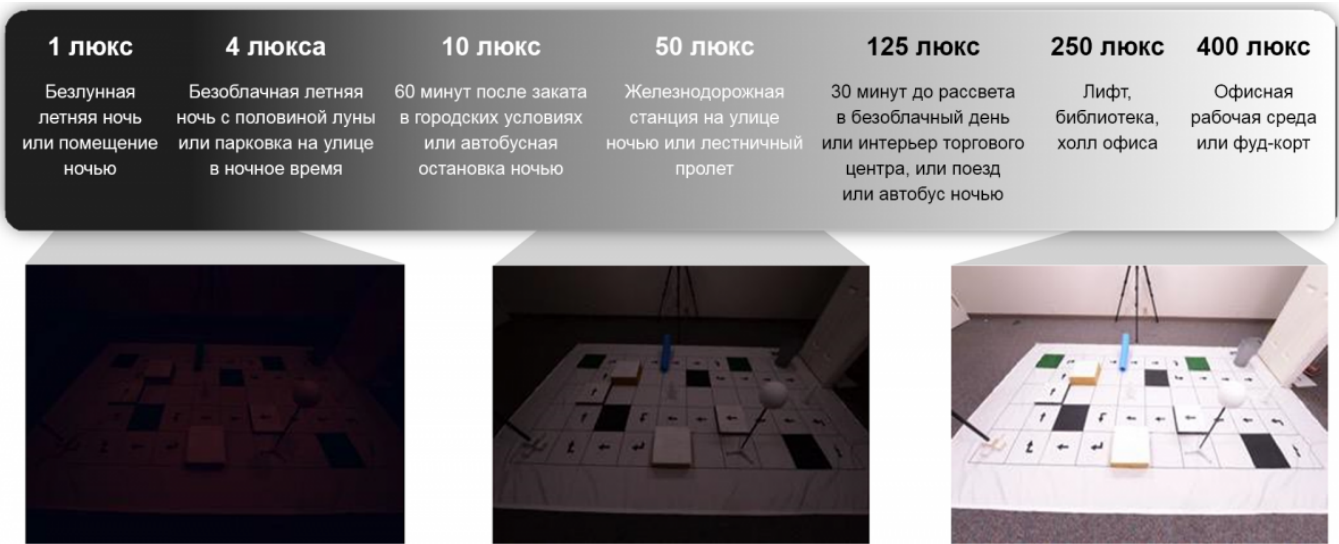 1 люкс
Безлунная
летняя ночь
или помещение
ночью
4 люкса
Безоблачная летняя
ночь с половиной луны
или парковка на улице
в ночное время
10 люкс
60 минут после заката
в городских условиях
или автобусная
остановка ночью
50 люкс
Железнодорожная
станция на улице
ночью или лестничный
пролет
125 люкс
30 минут до рассвета
в безоблачный день
или интерьер торгового
центра, или поезд
или автобус ночью
250 люкс
Лифт,
библиотека,
холл офиса
400 люкс
Офисная
рабочая среда
или фуд-корт